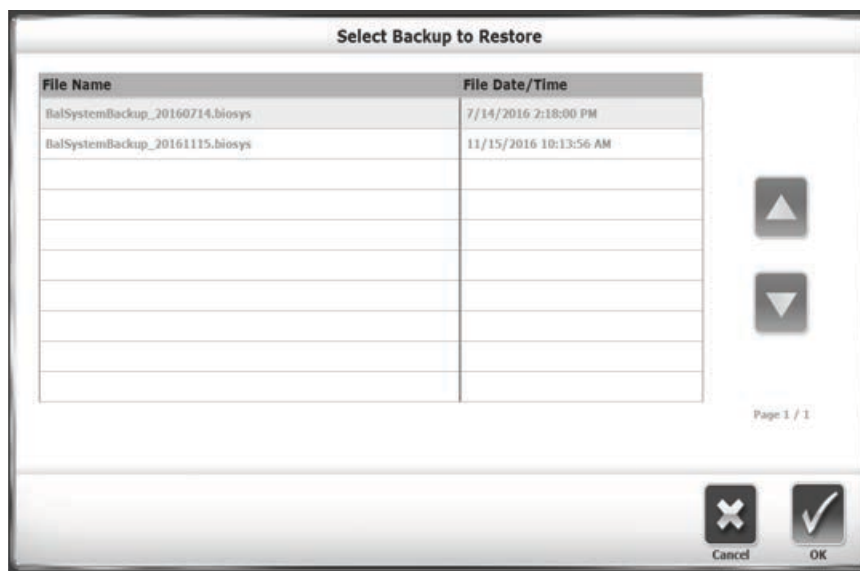 Select Backup to Restore
File Name File Date/Time
BalSystemBackup_20160714.biosys 7/14/2016 2:18:00 PM
BalSystemBackup_20161115.biosys 11/15/2016 10:13:56 AM
Page 1 / 1
Cancel OK